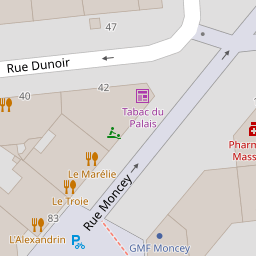 47
Rue Dunoir
42
40
Tabac du
Palais
Pharm
Mass
Le Marélie
Le Troie
Rue Moncey
83
L'Alexandrin
GMF Moncey